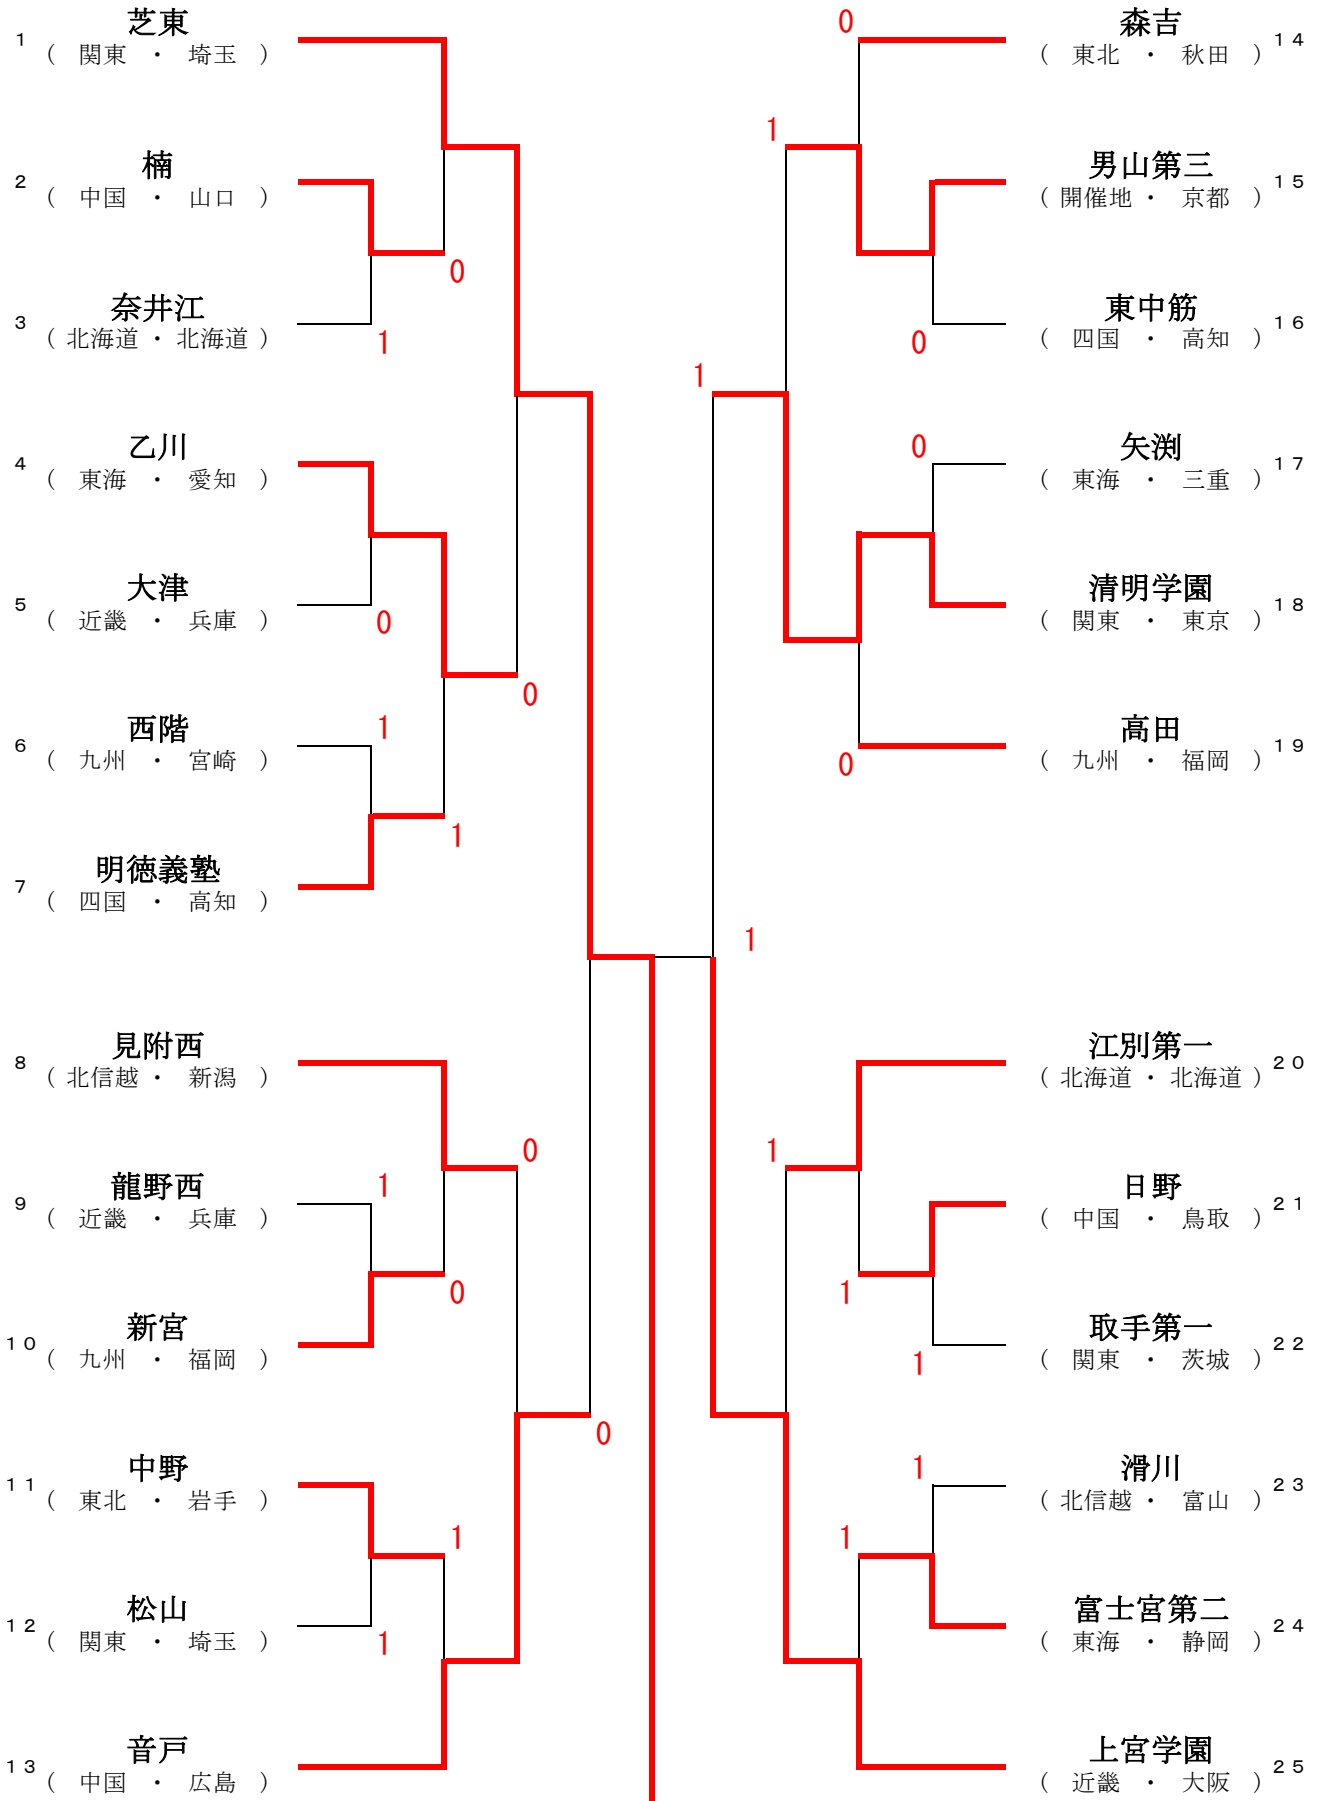 1 芝東
( 関東 ・ 埼玉 )
2 楠
( 中国 ・ 山口 )
0
3 奈井江
( 北海道 ・ 北海道 )
1
4 乙川
( 東海 ・ 愛知 )
5 大津
( 近畿 ・ 兵庫 )
0
0
6 西階
( 九州 ・ 宮崎 )
1
1
7 明徳義塾
( 四国 ・ 高知 )
8 見附西
( 北信越 ・ 新潟 )
0
9 龍野西
( 近畿 ・ 兵庫 )
1
0
10 新宮
( 九州 ・ 福岡 )
0
11 中野
( 東北 ・ 岩手 )
1
12 松山
( 関東 ・ 埼玉 )
1
13 音戸
( 中国 ・ 広島 )
0
森吉 14
( 東北 ・ 秋田 )
1
男山第三 15
( 開催地 ・ 京都 )
東中筋 16
( 四国 ・ 高知 )
0
1
0
矢渕 17
( 東海 ・ 三重 )
清明学園 18
( 関東 ・ 東京 )
高田 19
( 九州 ・ 福岡 )
0
1
江別第一 20
( 北海道 ・ 北海道 )
1
日野 21
( 中国 ・ 鳥取 )
1
取手第一 22
( 関東 ・ 茨城 )
1
1
滑川 23
( 北信越 ・ 富山 )
1
富士宮第二 24
( 東海 ・ 静岡 )
上宮学園 25
( 近畿 ・ 大阪 )